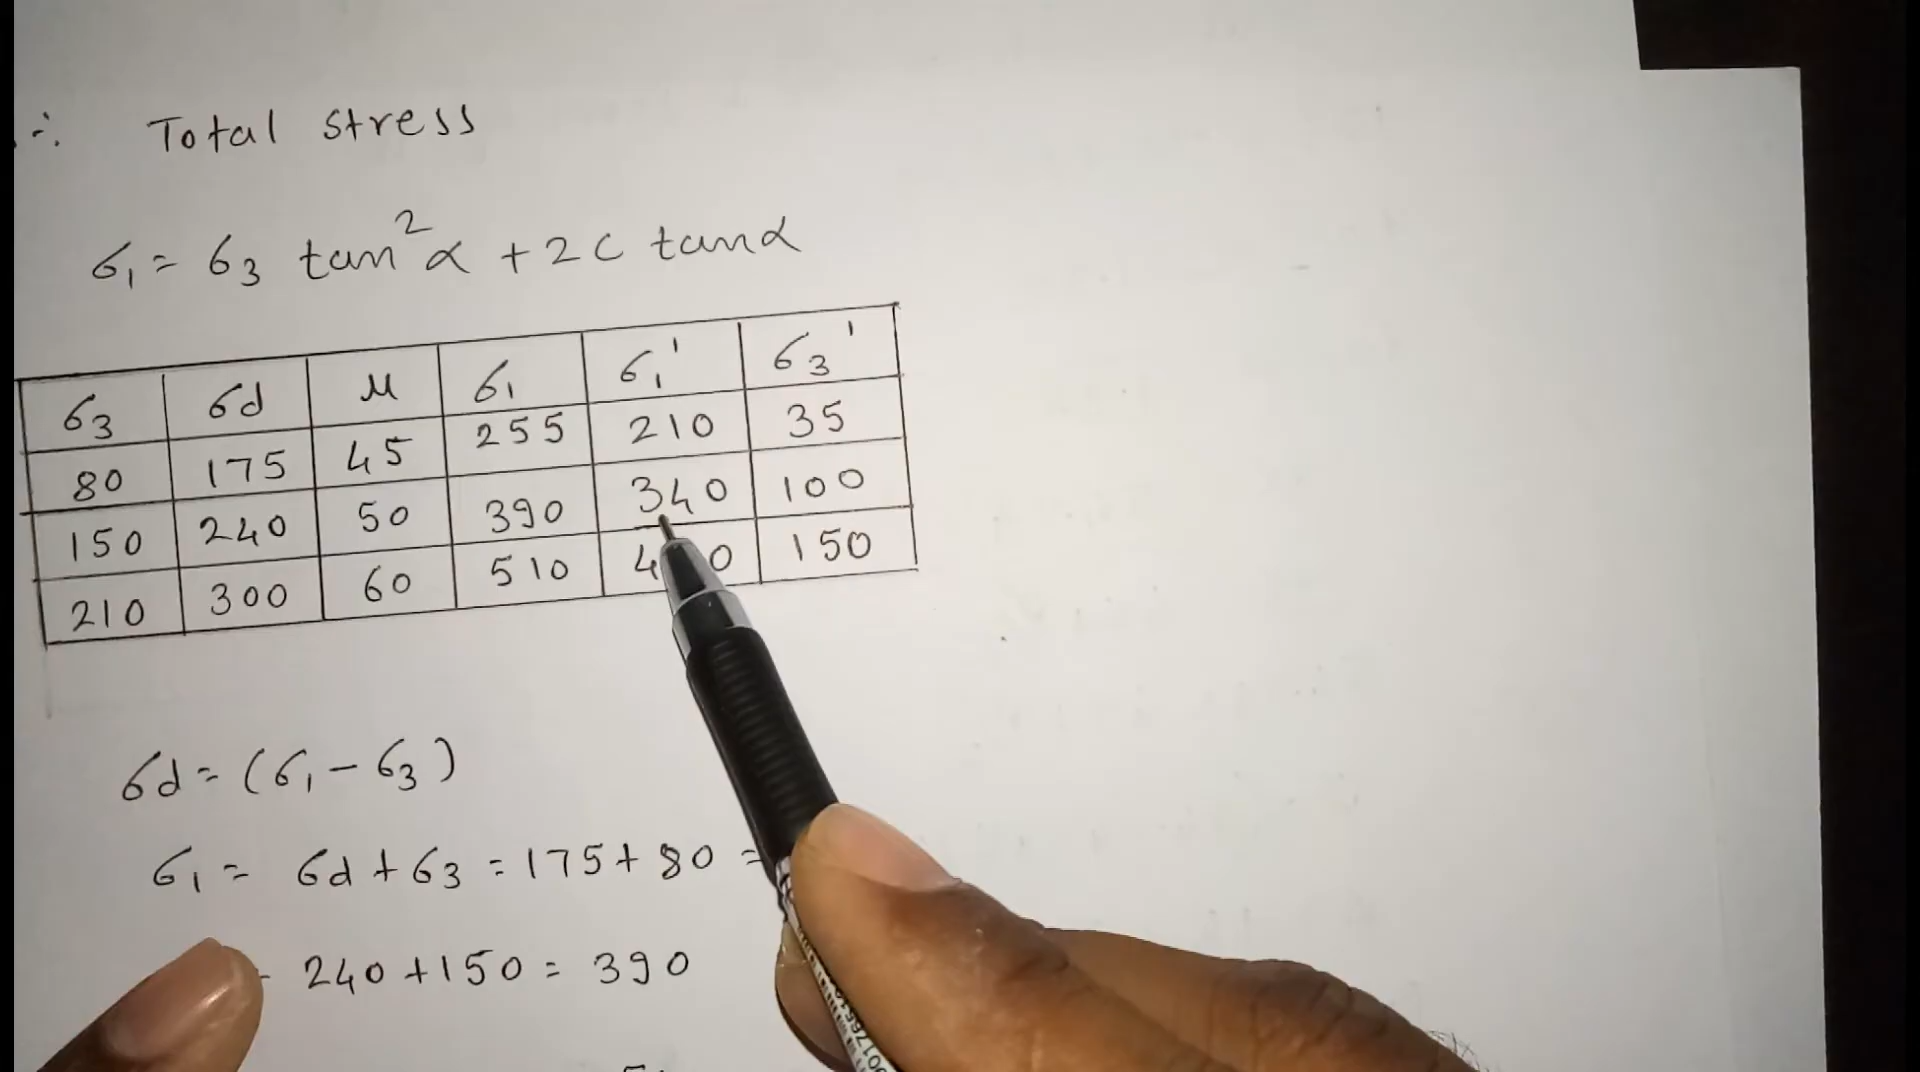 ∴ Total stress
σ₁ = σ₃ tan²α + 2C tanα
σ₃ σd μ σ₁ σ₁' σ₃'
80 175 45 255 210 35
150 240 50 390 340 100
210 300 60 510 150
σd = (σ₁ - σ₃)
σ₁ = σd + σ₃ = 175 + 80 =
240 + 150 = 390